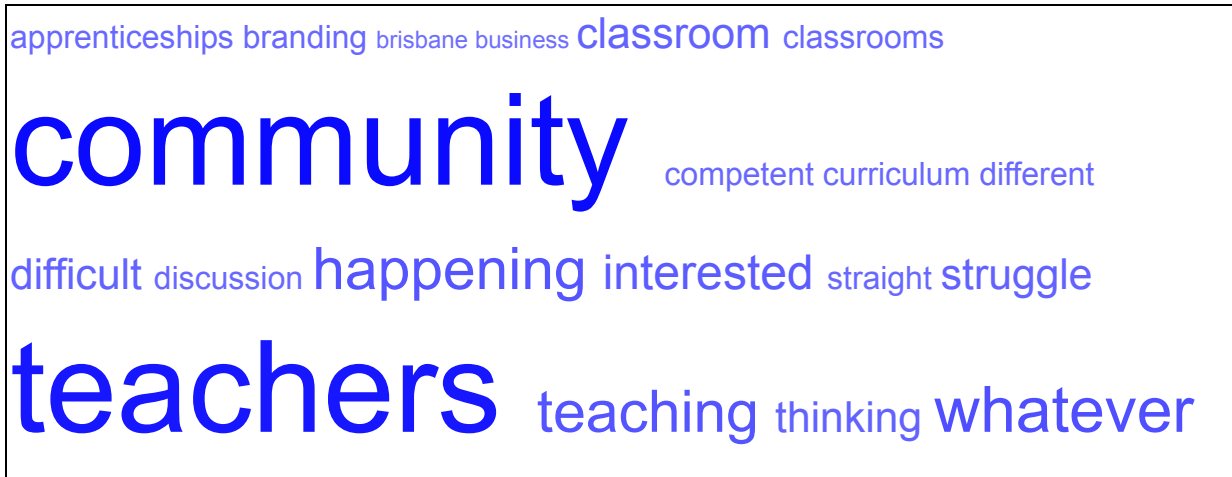 apprenticeships branding brisbane business classroom classrooms
community competent curriculum different
difficult discussion happening interested straight struggle
teachers teaching thinking whatever